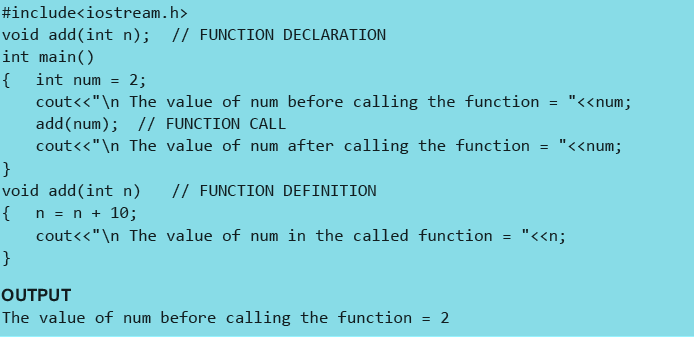 #include<iostream.h>
void add(int n);  // FUNCTION DECLARATION
int main()
{  int num = 2;
   cout<<"\n The value of num before calling the function = "<<num;
   add(num);  // FUNCTION CALL
   cout<<"\n The value of num after calling the function = "<<num;
}
void add(int n)   // FUNCTION DEFINITION
{  n = n + 10;
   cout<<"\n The value of num in the called function = "<<n;
}
OUTPUT
The value of num before calling the function = 2